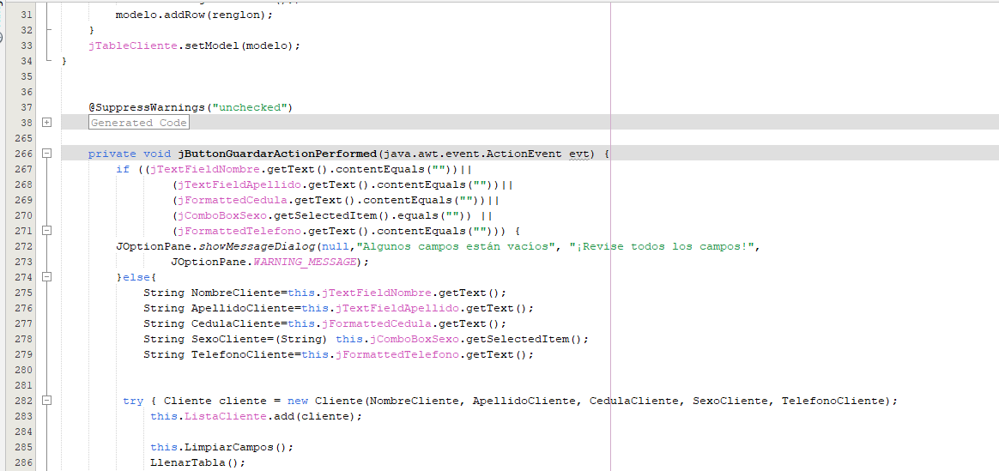 31 modelo.addRow(renglon);
32 }
33 jTableCliente.setModel(modelo);
34 }
35
36
37 @SuppressWarnings("unchecked")
38 Generated Code
265
266 private void jButtonGuardarActionPerformed(java.awt.event.ActionEvent evt) {
267 if ((jTextFieldNombre.getText().contentEquals(""))||
268 (jTextFieldApellido.getText().contentEquals(""))||
269 (jFormattedCedula.getText().contentEquals(""))||
270 (jComboBoxSexo.getSelectedItem().equals("")) ||
271 (jFormattedTelefono.getText().contentEquals(""))) {
272 JOptionPane.showMessageDialog(null,"Algunos campos están vacíos", "¡Revise todos los campos!",
273 JOptionPane.WARNING_MESSAGE);
274 }else{
275 String NombreCliente=this.jTextFieldNombre.getText();
276 String ApellidoCliente=this.jTextFieldApellido.getText();
277 String CedulaCliente=this.jFormattedCedula.getText();
278 String SexoCliente=(String) this.jComboBoxSexo.getSelectedItem();
279 String TelefonoCliente=this.jFormattedTelefono.getText();
280
281
282 try { Cliente cliente = new Cliente(NombreCliente, ApellidoCliente, CedulaCliente, SexoCliente, TelefonoCliente);
283 this.ListaCliente.add(cliente);
284
285 this.LimpiarCampos();
286 LlenarTabla();